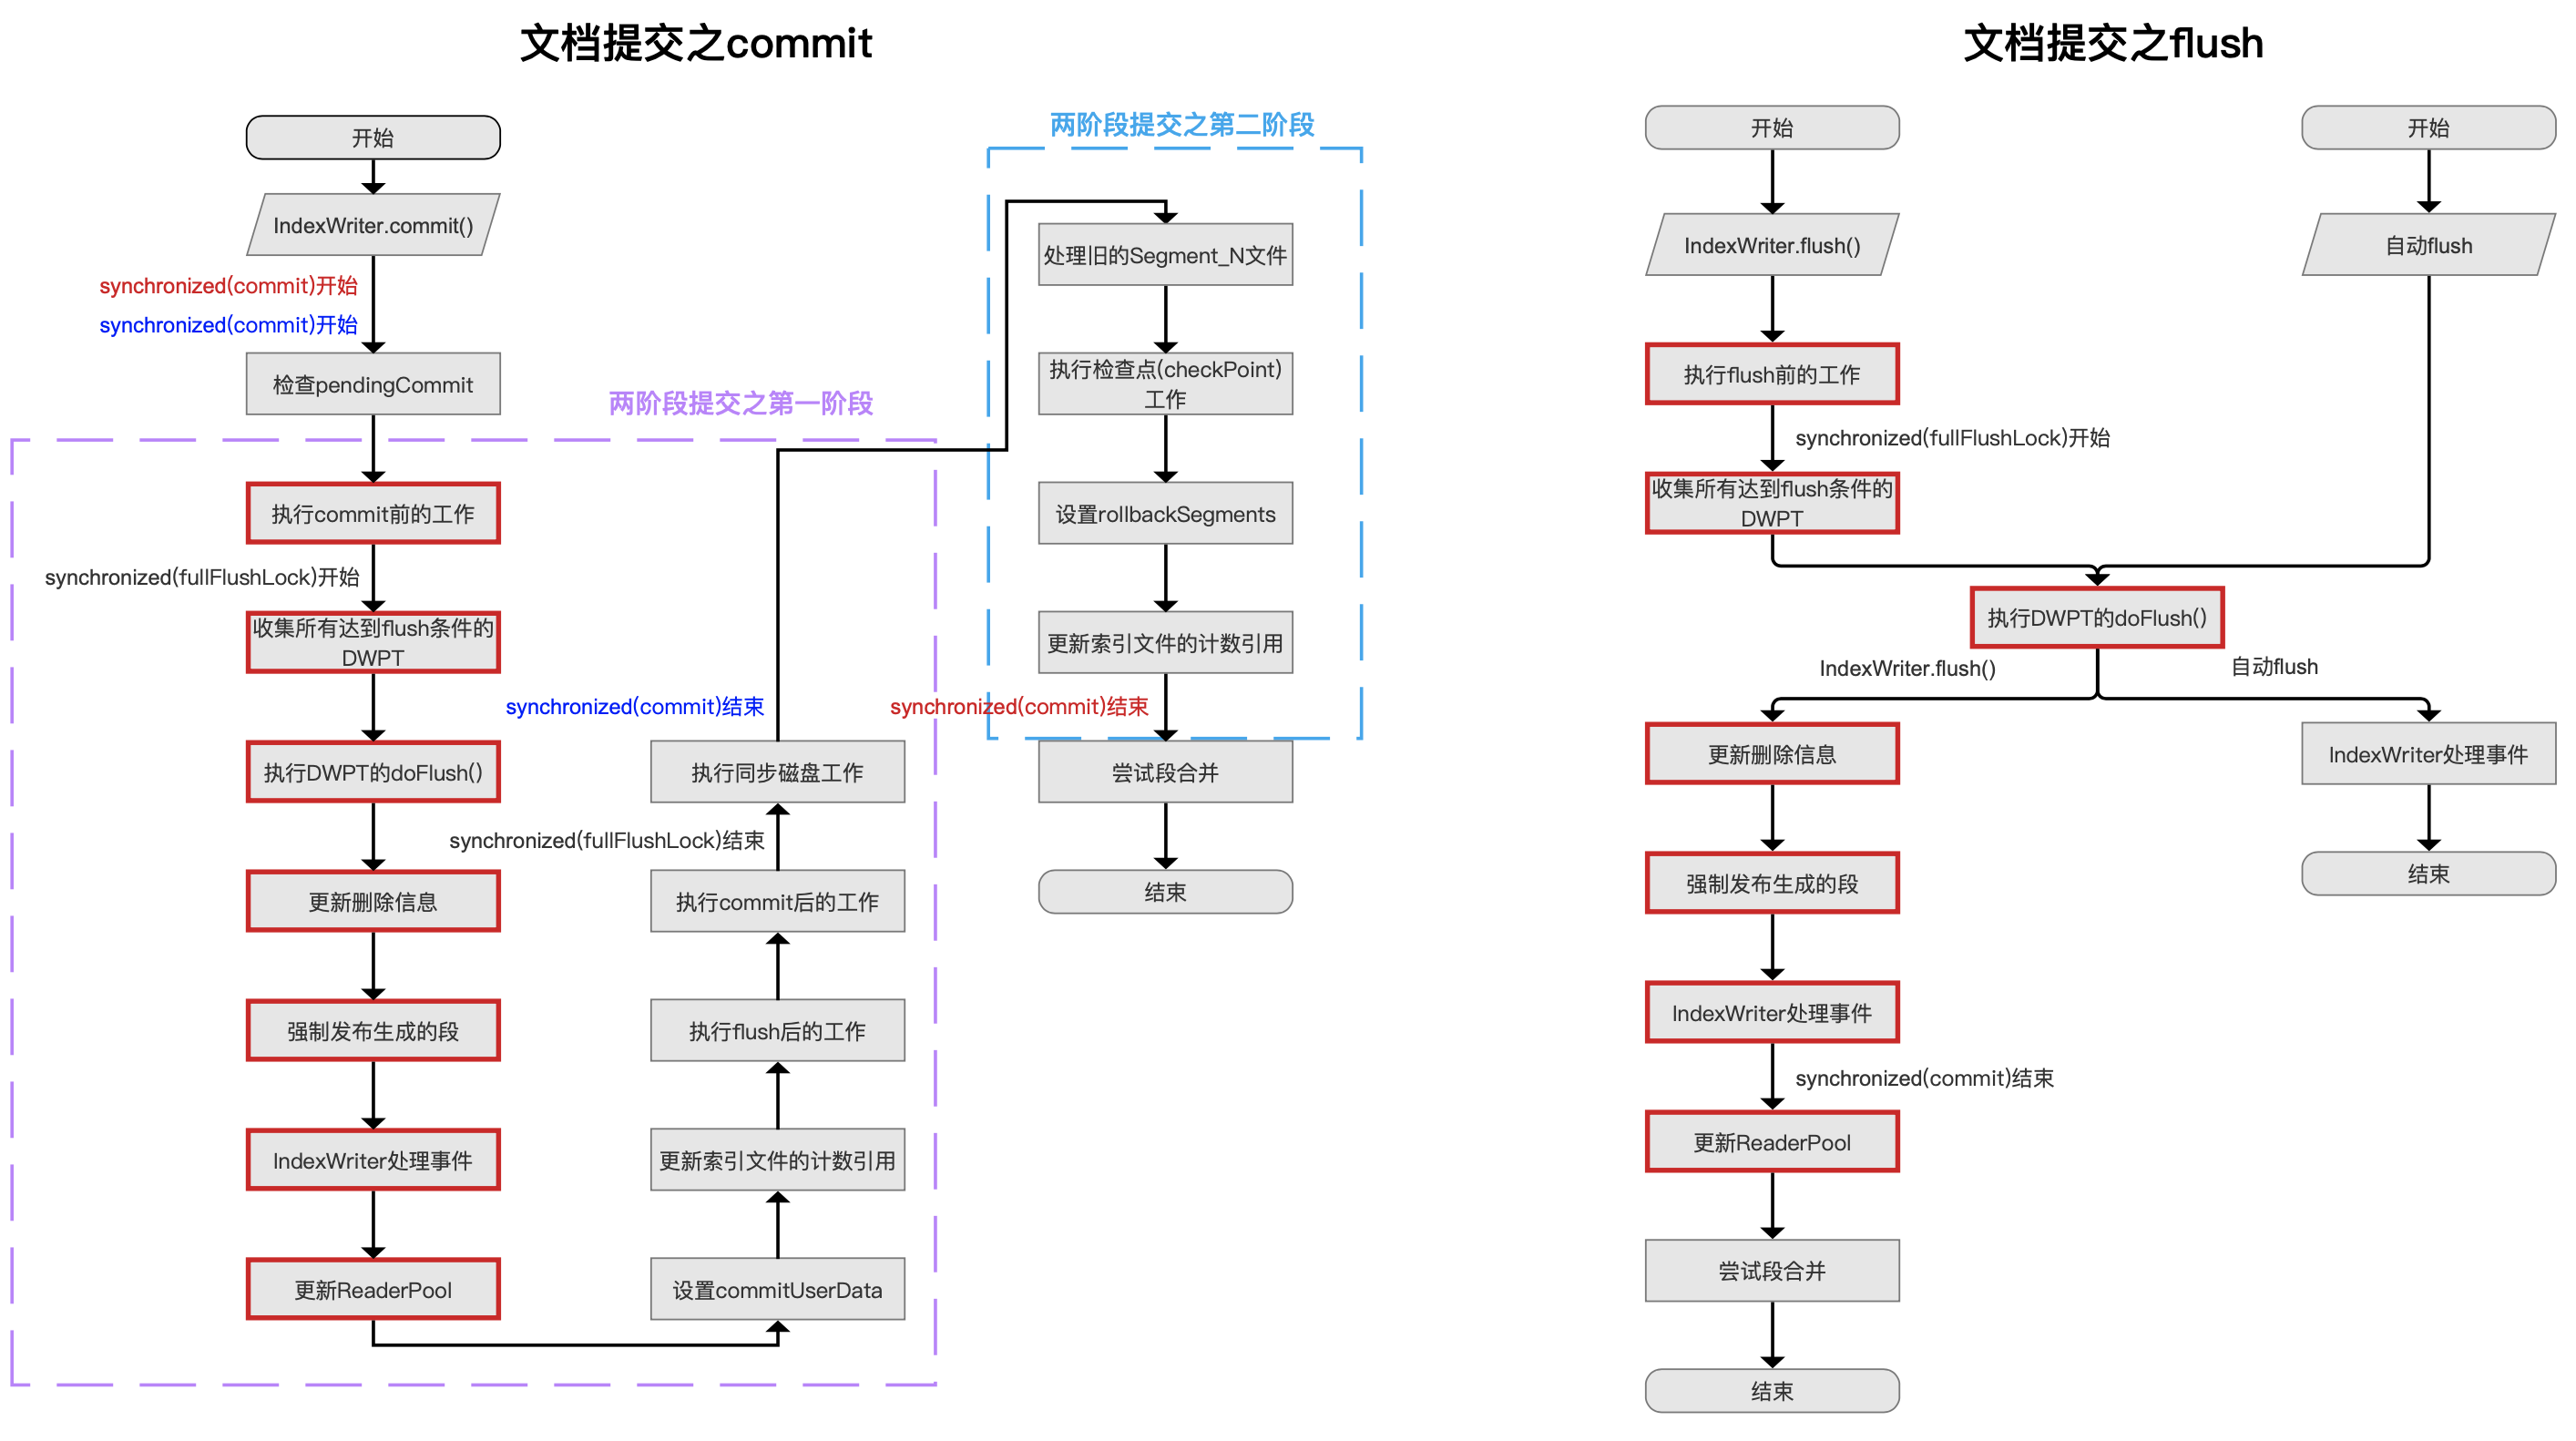 文档提交之commit
开始
IndexWriter.commit()
synchronized(commit)开始
synchronized(commit)开始
检查pendingCommit
两阶段提交之第一阶段
执行commit前的工作
synchronized(fullFlushLock)开始
收集所有达到flush条件的
DWPT
执行DWPT的doFlush()
更新删除信息
强制发布生成的段
IndexWriter处理事件
更新ReaderPool
设置commitUserData
更新索引文件的计数引用
执行flush后的工作
执行commit后的工作
synchronized(fullFlushLock)结束
执行同步磁盘工作
synchronized(commit)结束
两阶段提交之第二阶段
处理旧的Segment_N文件
执行检查点(checkPoint)
工作
设置rollbackSegments
更新索引文件的计数引用
synchronized(commit)结束
尝试段合并
结束
文档提交之flush
开始
IndexWriter.flush()
执行flush前的工作
synchronized(fullFlushLock)开始
收集所有达到flush条件的
DWPT
开始
自动flush
执行DWPT的doFlush()
IndexWriter.flush()
自动flush
更新删除信息
强制发布生成的段
IndexWriter处理事件
synchronized(commit)结束
更新ReaderPool
尝试段合并
结束
IndexWriter处理事件
结束